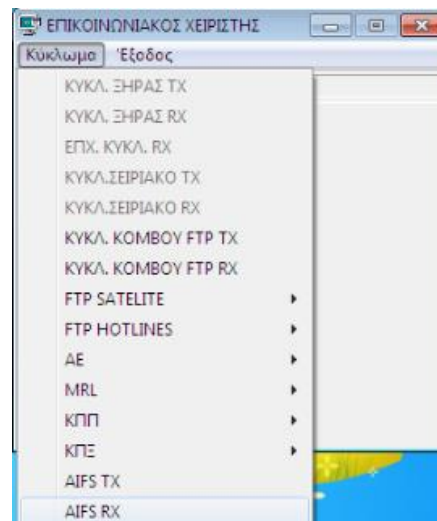 ΕΠΙΚΟΙΝΩΝΙΑΚΟΣ ΧΕΙΡΙΣΤΗΣ
Κύκλωμα Έξοδος
ΚΥΚΛ. ΞΗΡΑΣ TX
ΚΥΚΛ. ΞΗΡΑΣ RX
ΕΠΧ. ΚΥΚΛ. RX
ΚΥΚΛ.ΣΕΙΡΙΑΚΟ TX
ΚΥΚΛ.ΣΕΙΡΙΑΚΟ RX
ΚΥΚΛ. ΚΟΜΒΟΥ FTP TX
ΚΥΚΛ. ΚΟΜΒΟΥ FTP RX
FTP SATELITE
FTP HOTLINES
ΑΕ
MRL
ΚΠΠ
ΚΠΞ
AIFS TX
AIFS RX